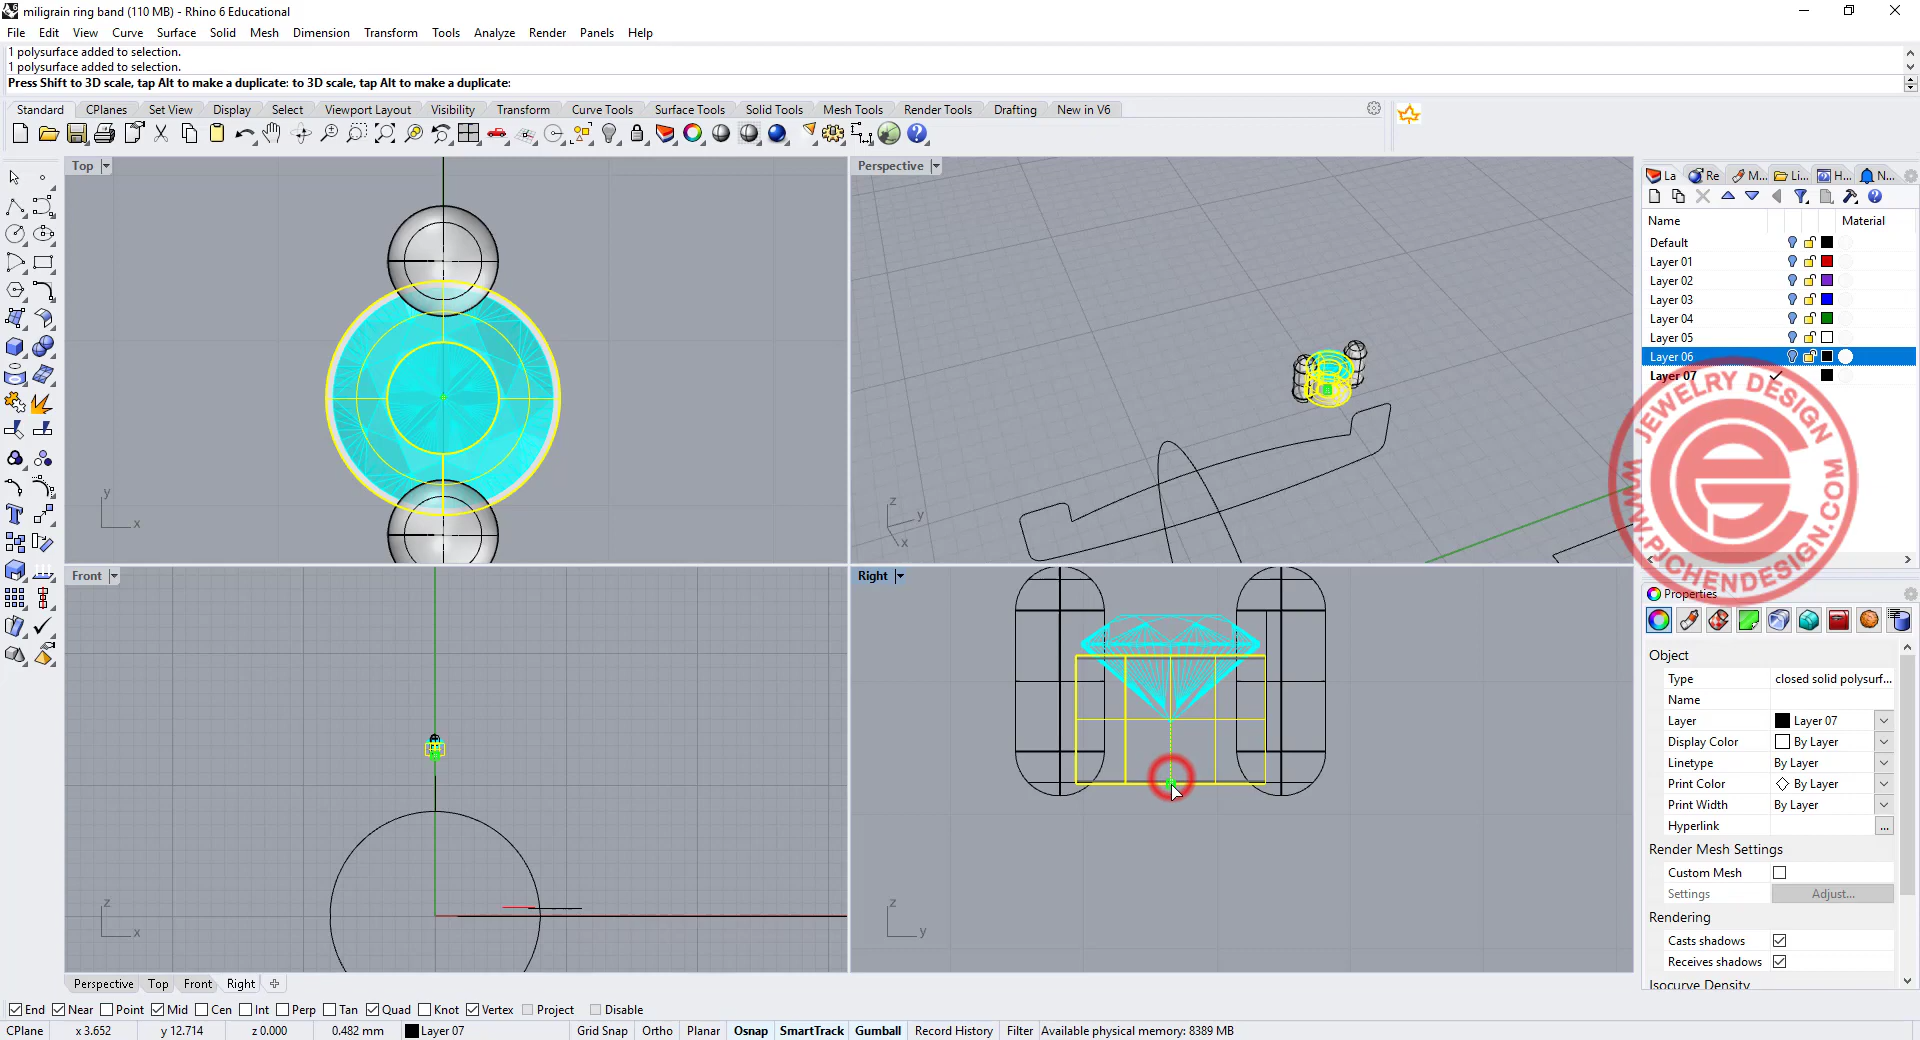 miligrain ring band (110 MB) - Rhino 6 Educational
File Edit View Curve Surface Solid Mesh Dimension Transform Tools Analyze Render Panels Help
1 polysurface added to selection.
1 polysurface added to selection.
Press Shift to 3D scale, tap Alt to make a duplicate: to 3D scale, tap Alt to make a duplicate:
Standard CPlanes Set View Display Select Viewport Layout Visibility Transform Curve Tools Surface Tools Solid Tools Mesh Tools Render Tools Drafting New in V6
Top
Perspective
La Re M... Li... H... N...
Name Material
Default
Layer 01
Layer 02
Layer 03
Layer 04
Layer 05
Layer 06
Layer 07
JEWELRY DESIGN
WWW.PJCHENDESIGN.COM
y
x
z
y
x
Front
Right
z
x
z
y
Properties
Object
Type closed solid polysurf...
Name
Layer Layer 07
Display Color By Layer
Linetype By Layer
Print Color By Layer
Print Width By Layer
Hyperlink ...
Render Mesh Settings
Custom Mesh
Settings Adjust...
Rendering
Casts shadows
Receives shadows
Isocurve Density
Perspective Top Front Right
End Near Point Mid Cen Int Perp Tan Quad Knot Vertex Project Disable
CPlane x 3.652 y 12.714 z 0.000 0.482 mm Layer 07 Grid Snap Ortho Planar Osnap SmartTrack Gumball Record History Filter Available physical memory: 8389 MB